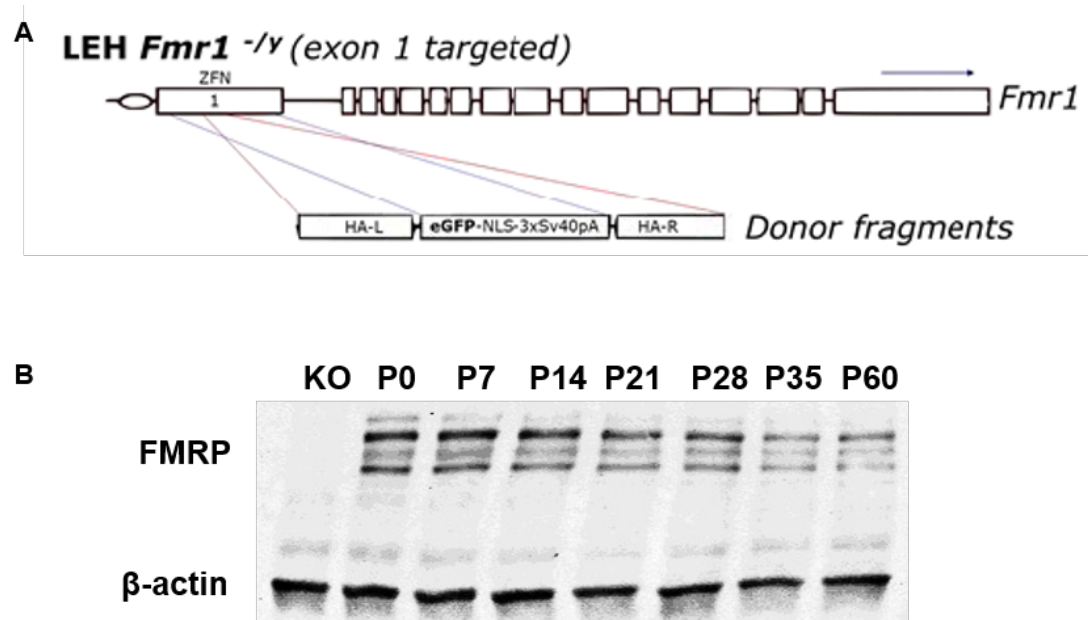 A
LEH Fmr1 -/y (exon 1 targeted)
ZFN
1
Fmr1
HA-L eGFP-NLS-3xSv40pA HA-R Donor fragments
B
KO P0 P7 P14 P21 P28 P35 P60
FMRP
β-actin